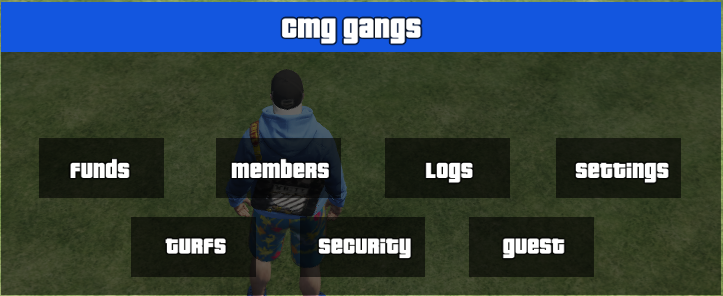 cmg gangs
Funds
members
Logs
settings
turfs
security
guest